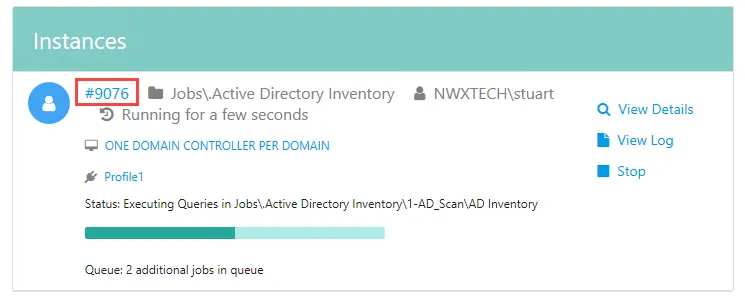 Instances
#9076 Jobs\.Active Directory Inventory NWXTECH\stuart
Running for a few seconds
ONE DOMAIN CONTROLLER PER DOMAIN
Profile1
Status: Executing Queries in Jobs\.Active Directory Inventory\1-AD_Scan\AD Inventory
Queue: 2 additional jobs in queue
View Details
View Log
Stop